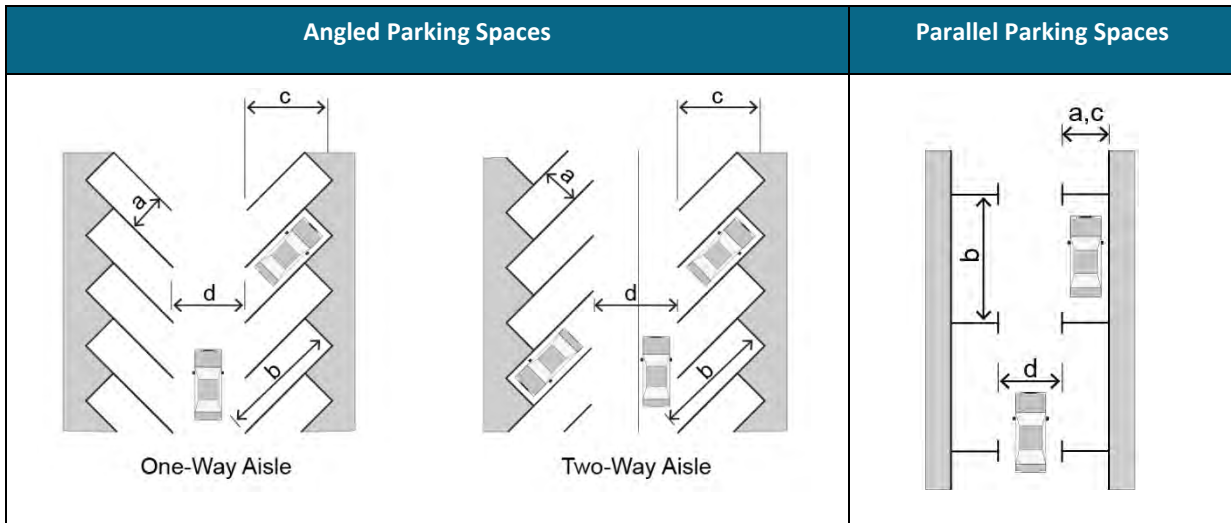 Angled Parking Spaces
Parallel Parking Spaces
c
a
d
b
One-Way Aisle
c
a
d
b
Two-Way Aisle
a,c
b
d